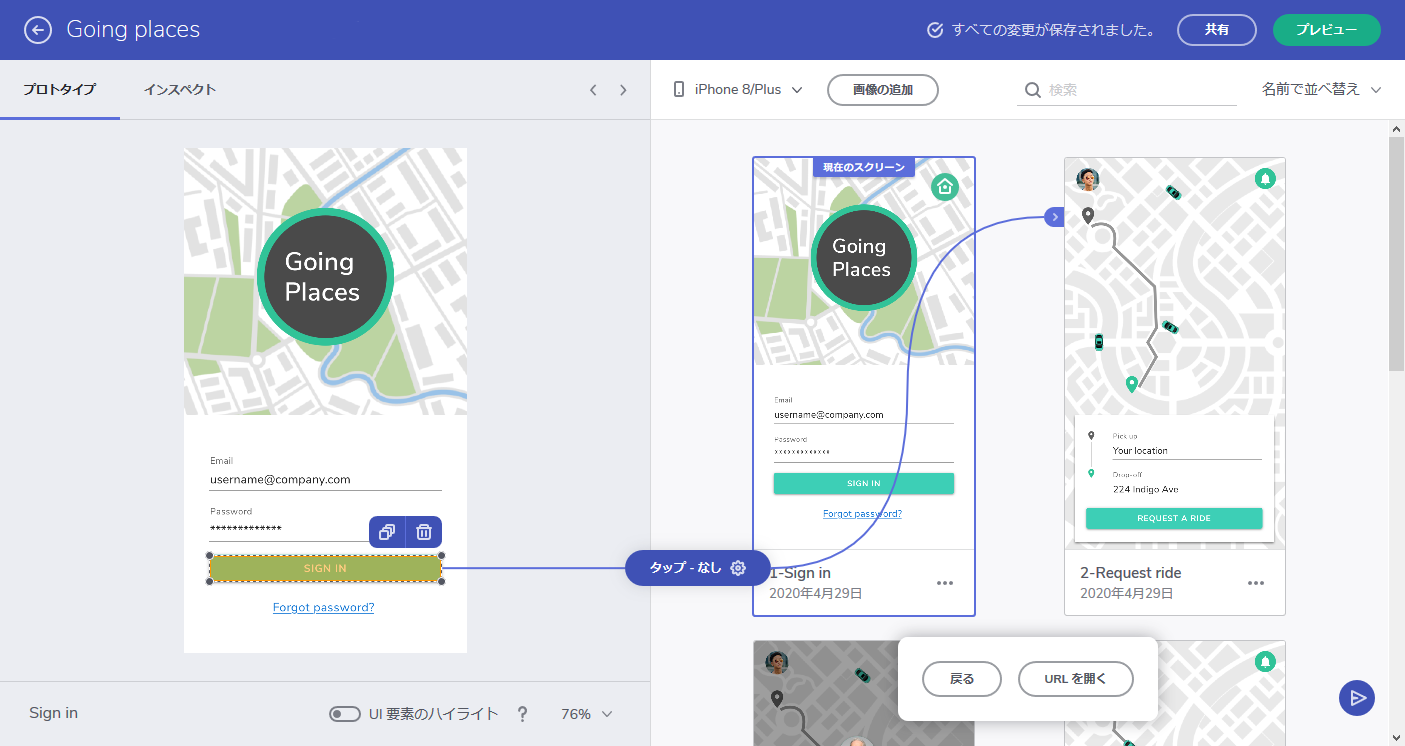 Going places
すべての変更が保存されました。
共有
プレビュー
プロトタイプ
インスペクト
iPhone 8/Plus
画像の追加
検索
名前で並べ替え
Going
Places
Email
username@company.com
Password
*************
SIGN IN
Forgot password?
タップ - なし
現在のスクリーン
Going
Places
Email
username@company.com
Password
*************
SIGN IN
Forgot password?
1-Sign in
2020年4月29日
Pick up
Your location
Drop-off
224 Indigo Ave
REQUEST A RIDE
2-Request ride
2020年4月29日
戻る
URL を開く
Sign in
UI 要素のハイライト
?
76%